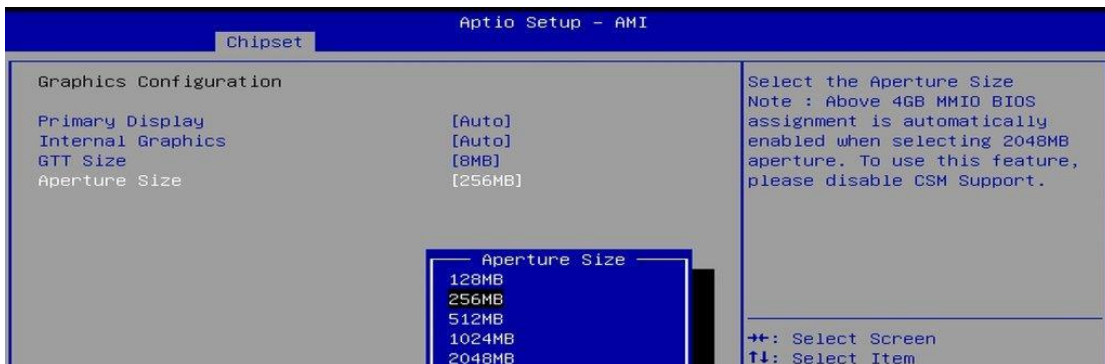 Aptio Setup - AMI
Chipset
Graphics Configuration
Primary Display [Auto]
Internal Graphics [Auto]
GTT Size [8MB]
Aperture Size [256MB]
Aperture Size
128MB
256MB
512MB
1024MB
2048MB
Select the Aperture Size
Note : Above 4GB MMIO BIOS
assignment is automatically
enabled when selecting 2048MB
aperture. To use this feature,
please disable CSM Support.
→←: Select Screen
↑↓: Select Item